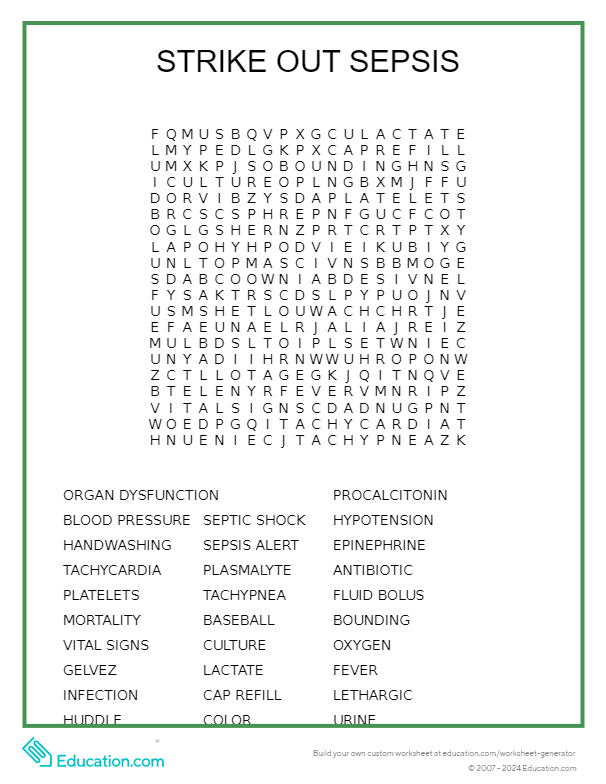 STRIKE OUT SEPSIS
F Q M U S B Q V P X G C U L A C T A T E
L M Y P E D L G K P X C A P R E F I L L
U M X K P J S O B O U N D I N G H N S G
I C U L T U R E O P L N G B X M J F F U
D O R V I B Z Y S D A P L A T E L E T S
B R C S C S P H R E P N F G U C F C O T
O G L G S H E R N Z P R T C R T P T X Y
L A P O H Y H P O D V I E I K U B I Y G
U N L T O P M A S C I V N S B B M O G E
S D A B C O O W N I A B D E S I V N E L
F Y S A K T R S C D S L P Y P U O J N V
U S M S H E T L O U W A C H C H R T J E
E F A E U N A E L R J A L I A J R E I Z
M U L B D S L T O I P L S E T W N I E C
U N Y A D I I H R N W W U H R O P O N W
Z C T L L O T A G E G K J Q I T N Q V E
B T E L E N Y R F E V E R V M N R I P Z
V I T A L S I G N S C D A D N U G P N T
W O E D P G Q I T A C H Y C A R D I A T
H N U E N I E C J T A C H Y P N E A Z K
ORGAN DYSFUNCTION PROCALCITONIN
BLOOD PRESSURE SEPTIC SHOCK HYPOTENSION
HANDWASHING SEPSIS ALERT EPINEPHRINE
TACHYCARDIA PLASMALYTE ANTIBIOTIC
PLATELETS TACHYPNEA FLUID BOLUS
MORTALITY BASEBALL BOUNDING
VITAL SIGNS CULTURE OXYGEN
GELVEZ LACTATE FEVER
INFECTION CAP REFILL LETHARGIC
HUDDLE COLOR URINE
Education.com
Build your own custom worksheet at education.com/worksheet-generator
© 2007 - 2024 Education.com